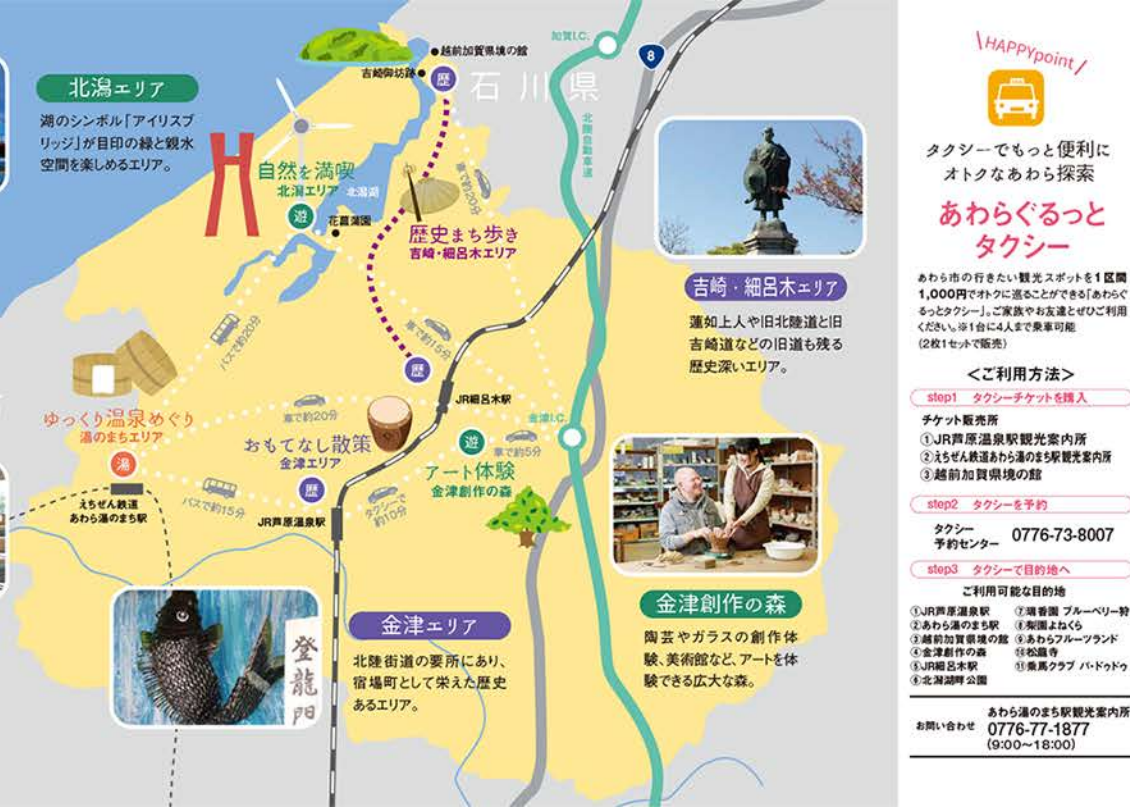 北潟エリア
湖のシンボル「アイリスブ
リッジ」が目印の緑と親水
空間を楽しめるエリア。
越前加賀県境の館
吉崎御坊跡
歴
石川県
加賀I.C.
8
北陸自動車道
自然を満喫
北潟エリア
北潟湖
遊
花菖蒲園
車で約20分
歴史まち歩き
吉崎・細呂木エリア
吉崎・細呂木エリア
蓮如上人や旧北陸道と旧
吉崎道などの旧道も残る
歴史深いエリア。
バスで約20分
車で約15分
歴
JR細呂木駅
ゆっくり温泉めぐり
湯のまちエリア
湯
えちぜん鉄道
あわら湯のまち駅
車で約20分
おもてなし散策
金津エリア
歴
バスで約15分
JR芦原温泉駅
タクシーで
約10分
金津I.C.
遊
車で約5分
アート体験
金津創作の森
登龍門
金津エリア
北陸街道の要所にあり、
宿場町として栄えた歴史
あるエリア。
金津創作の森
陶芸やガラスの創作体
験、美術館など、アートを体
験できる広大な森。
\HAPPYpoint/
タクシーでもっと便利に
オトクなあわら探索
あわらぐるっと
タクシー
あわら市の行きたい観光スポットを1区間
1,000円でオトクに巡ることができる「あわらぐ
るっとタクシー」。ご家族やお友達とぜひご利用
ください。※1台に4人まで乗車可能
(2枚1セットで販売)
<ご利用方法>
step1 タクシーチケットを購入
チケット販売所
①JR芦原温泉駅観光案内所
②えちぜん鉄道あわら湯のまち駅観光案内所
③越前加賀県境の館
step2 タクシーを予約
タクシー
予約センター 0776-73-8007
step3 タクシーで目的地へ
ご利用可能な目的地
①JR芦原温泉駅
②あわら湯のまち駅
③越前加賀県境の館
④金津創作の森
⑤JR細呂木駅
⑥北潟湖畔公園
⑦瑞香園 ブルーベリー狩
⑧梨園よねくら
⑨あわらフルーツランド
⑩松龍寺
⑪乗馬クラブ パ・ドゥドゥ
お問い合わせ
あわら湯のまち駅観光案内所
0776-77-1877
(9:00〜18:00)